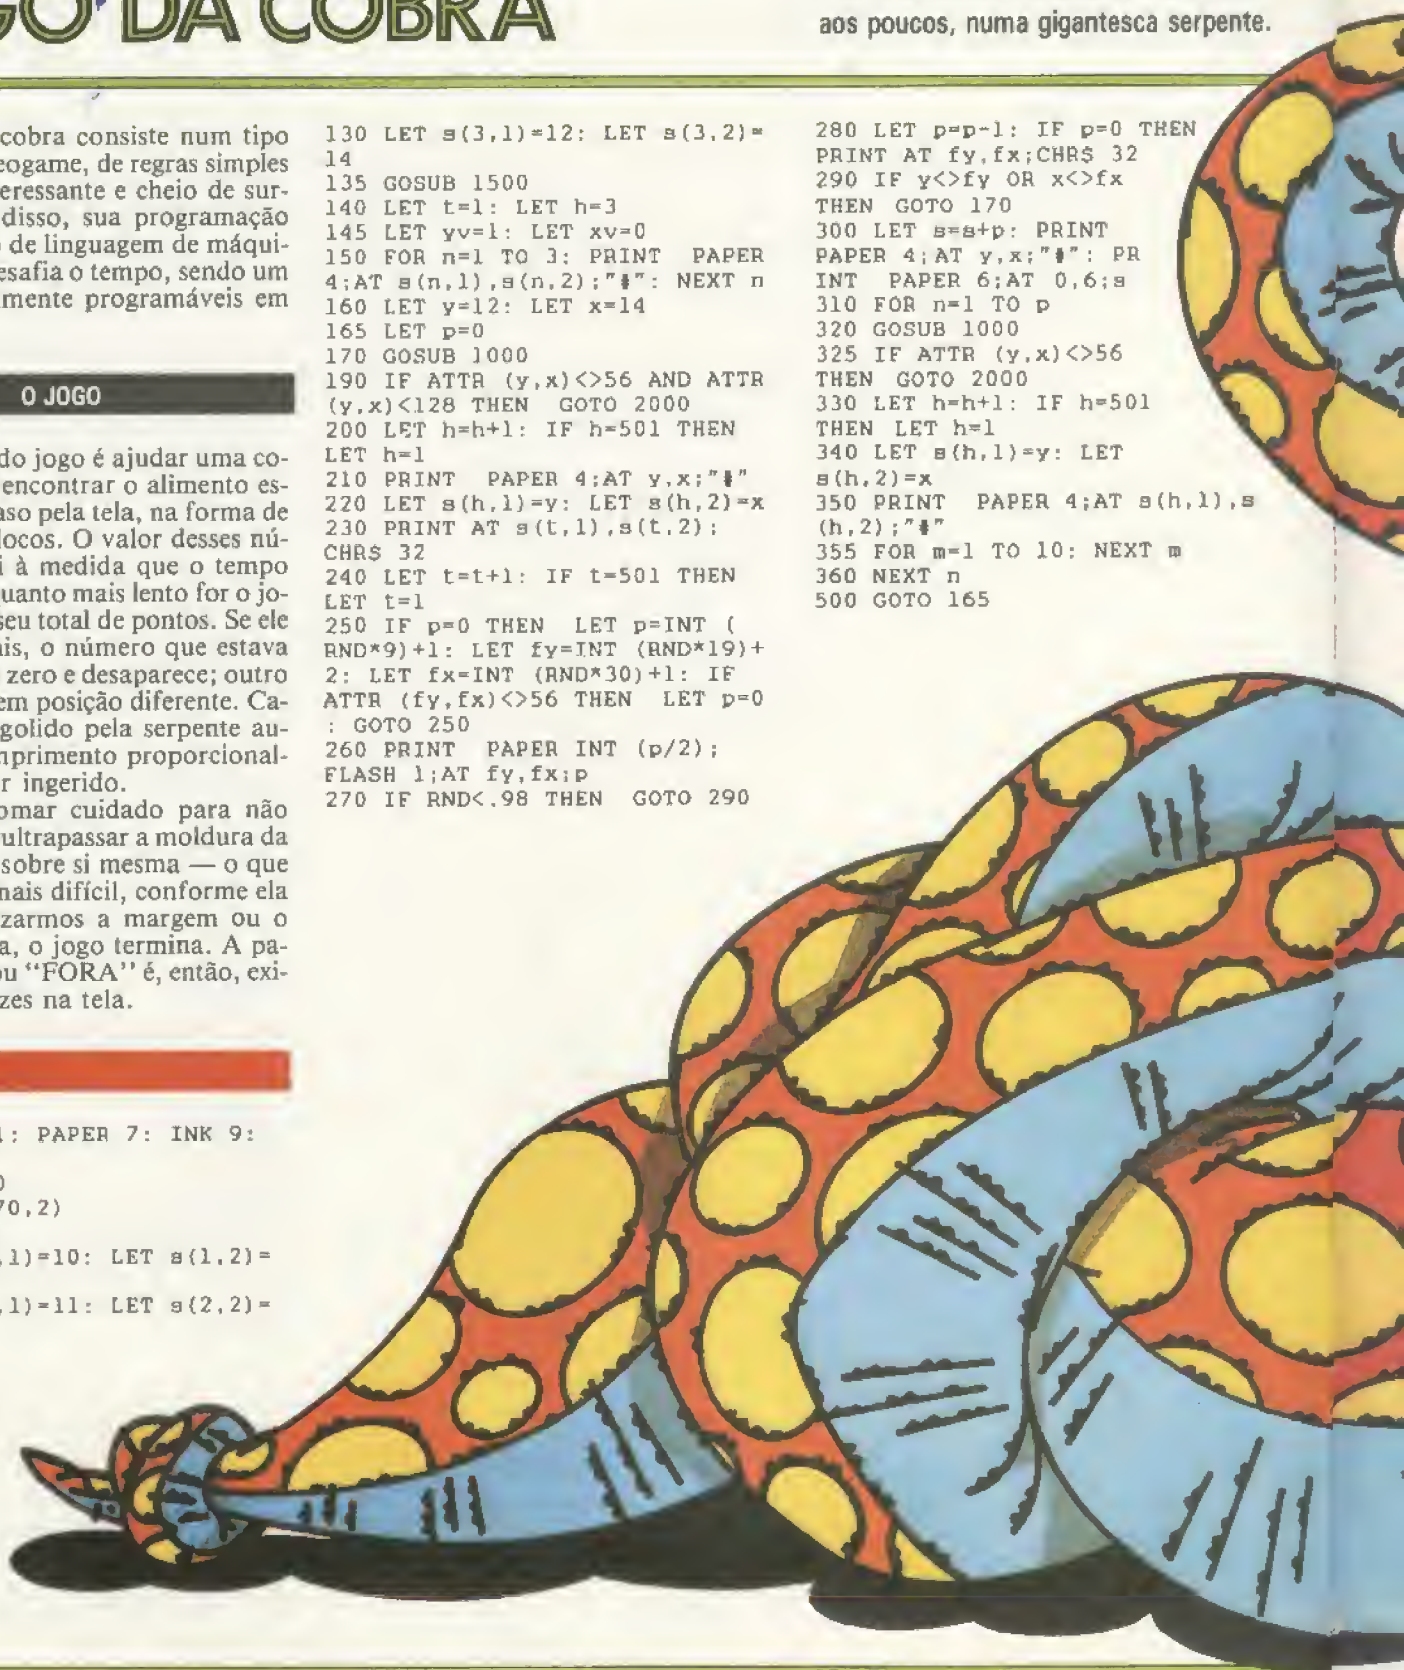 GO DA COBRA
aos poucos, numa gigantesca serpente.
cobra consiste num tipo
eogame, de regras simples
eressante e cheio de sur-
disso, sua programação
o de linguagem de máqui-
esafia o tempo, sendo um
mente programáveis em
O JOGO
do jogo é ajudar uma co-
encontrar o alimento es-
aso pela tela, na forma de
locos. O valor desses nú-
i à medida que o tempo
uanto mais lento for o jo-
seu total de pontos. Se ele
is, o número que estava
zero e desaparece; outro
em posição diferente. Ca-
golido pela serpente au-
mprimento proporcional-
r ingerido.
omar cuidado para não
ultrapassar a moldura da
sobre si mesma — o que
nais difícil, conforme ela
zarmos a margem ou o
a, o jogo termina. A pa-
ou “FORA” é, então, exi-
zes na tela.
1: PAPER 7: INK 9:
0
70,2)
,1)=10: LET s(1,2)=
,1)=11: LET s(2,2)=
130 LET s(3,1)=12: LET s(3,2)=
14
135 GOSUB 1500
140 LET t=1: LET h=3
145 LET yv=1: LET xv=0
150 FOR n=1 TO 3: PRINT  PAPER
4;AT s(n,1),s(n,2);"#": NEXT n
160 LET y=12: LET x=14
165 LET p=0
170 GOSUB 1000
190 IF ATTR (y,x)<>56 AND ATTR
(y,x)<128 THEN  GOTO 2000
200 LET h=h+1: IF h=501 THEN
LET h=1
210 PRINT  PAPER 4;AT y,x;"#"
220 LET s(h,1)=y: LET s(h,2)=x
230 PRINT AT s(t,1),s(t,2);
CHR$ 32
240 LET t=t+1: IF t=501 THEN
LET t=1
250 IF p=0 THEN  LET p=INT (
RND*9)+1: LET fy=INT (RND*19)+
2: LET fx=INT (RND*30)+1: IF
ATTR (fy,fx)<>56 THEN  LET p=0
: GOTO 250
260 PRINT  PAPER INT (p/2);
FLASH 1;AT fy,fx;p
270 IF RND<.98 THEN  GOTO 290
280 LET p=p-1: IF p=0 THEN
PRINT AT fy,fx;CHR$ 32
290 IF y<>fy OR x<>fx
THEN  GOTO 170
300 LET s=s+p: PRINT
PAPER 4;AT y,x;"#": PR
INT  PAPER 6;AT 0,6;s
310 FOR n=1 TO p
320 GOSUB 1000
325 IF ATTR (y,x)<>56
THEN  GOTO 2000
330 LET h=h+1: IF h=501
THEN LET h=1
340 LET s(h,1)=y: LET
s(h,2)=x
350 PRINT  PAPER 4;AT s(h,1),s
(h,2);"#"
355 FOR m=1 TO 10: NEXT m
360 NEXT n
500 GOTO 165